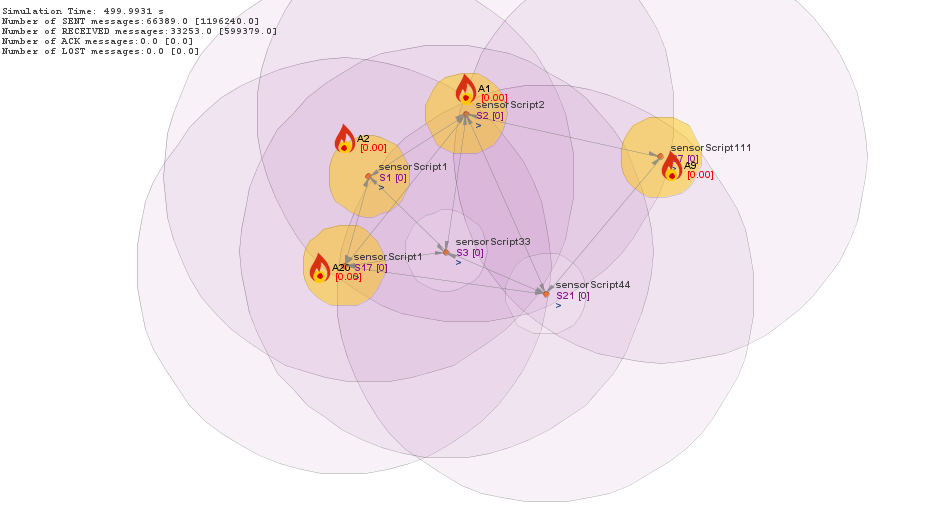 Simulation Time: 499.9931 s
Number of SENT messages:66389.0 [1196240.0]
Number of RECEIVED messages:33253.0 [599379.0]
Number of ACK messages:0.0 [0.0]
Number of LOST messages:0.0 [0.0]
A1
[0.00]
sensorScript2
S2 [0]
>
A2
[0.00]
sensorScript1
S1 [0]
>
sensorScript111
[0]
A9
[0.00]
sensorScript33
S3 [0]
>
sensorScript1
A20 S17 [0]
[0.00]
sensorScript44
S21 [0]
>